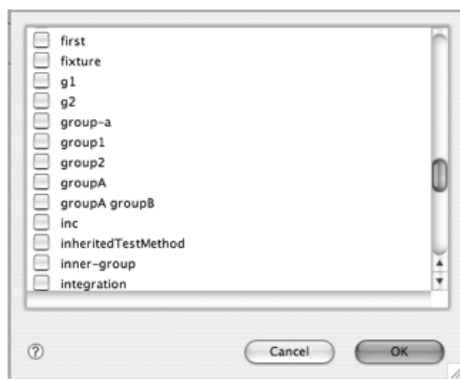 first
fixture
g1
g2
group-a
group1
group2
groupA
groupA groupB
inc
inheritedTestMethod
inner-group
integration
?
Cancel
OK